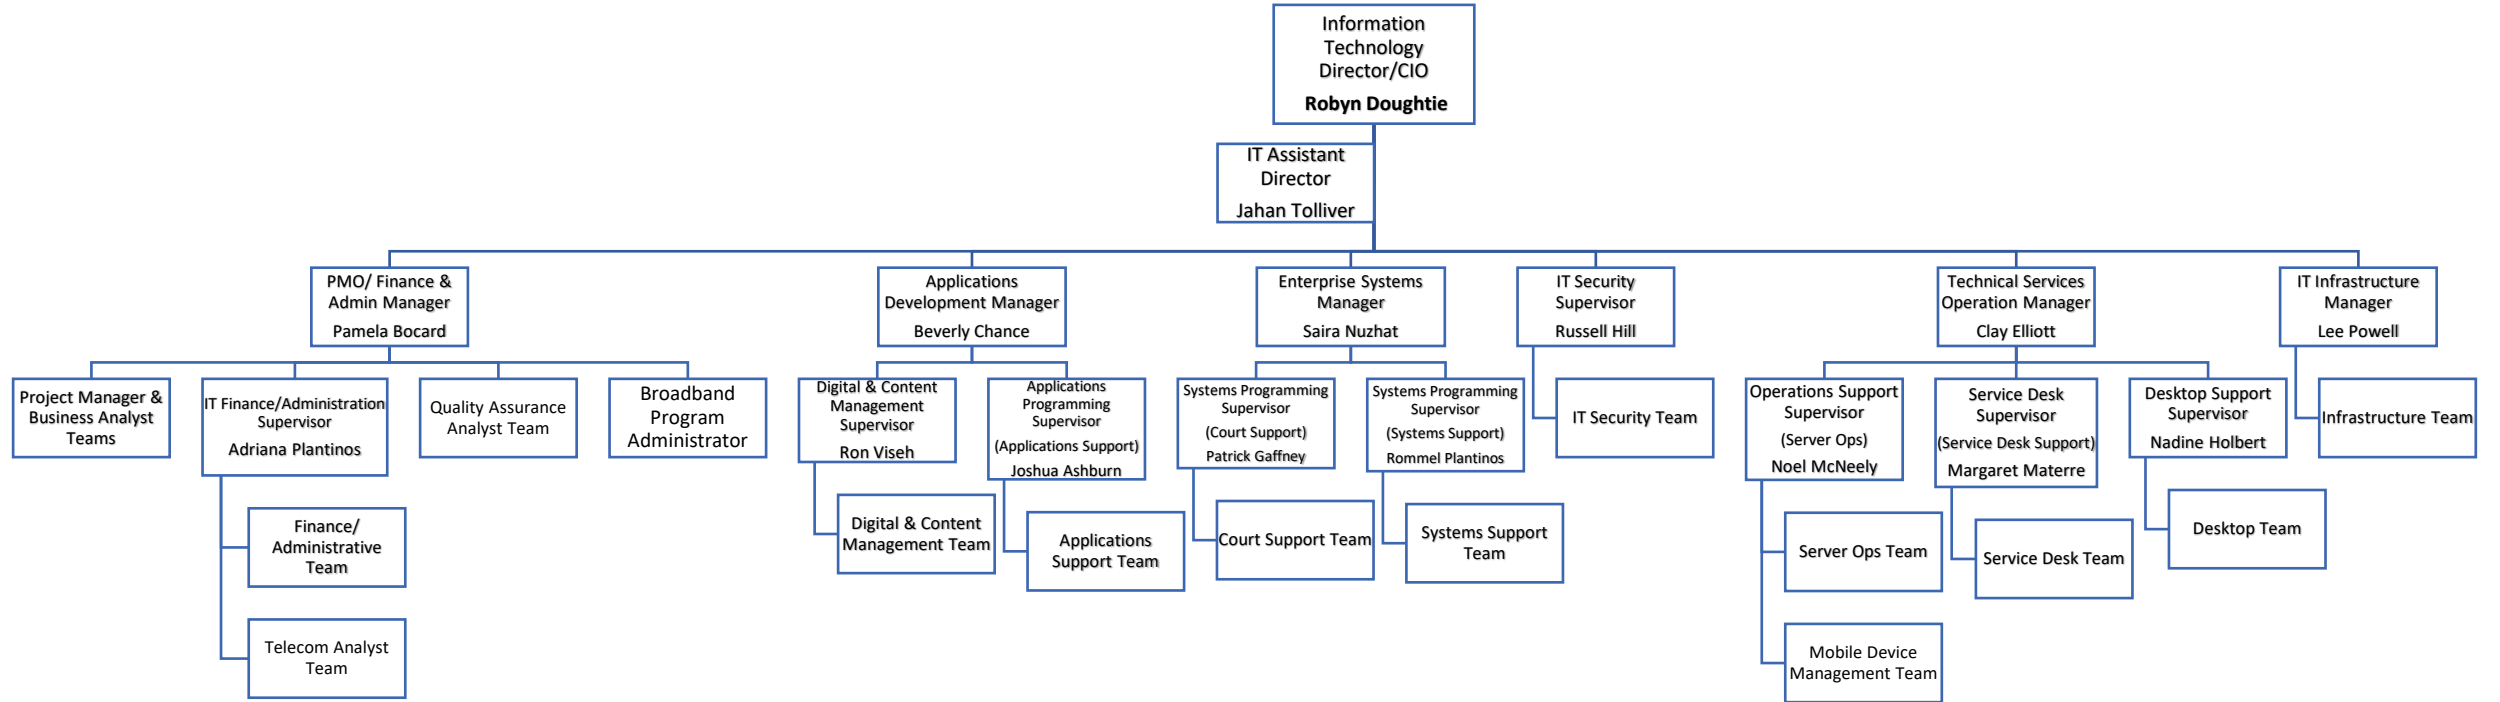 Information
Technology
Director/CIO
Robyn Doughtie
IT Assistant
Director
Jahan Tolliver
PMO/ Finance &
Admin Manager
Pamela Bocard
Applications
Development Manager
Beverly Chance
Enterprise Systems
Manager
Saira Nuzhat
IT Security
Supervisor
Russell Hill
Technical Services
Operation Manager
Clay Elliott
IT Infrastructure
Manager
Lee Powell
Project Manager &
Business Analyst
Teams
IT Finance/Administration
Supervisor
Adriana Plantinos
Quality Assurance
Analyst Team
Broadband
Program
Administrator
Digital & Content
Management
Supervisor
Ron Viseh
Applications
Programming
Supervisor
(Applications Support)
Joshua Ashburn
Systems Programming
Supervisor
(Court Support)
Patrick Gaffney
Systems Programming
Supervisor
(Systems Support)
Rommel Plantinos
IT Security Team
Operations Support
Supervisor
(Server Ops)
Noel McNeely
Service Desk
Supervisor
(Service Desk Support)
Margaret Materre
Desktop Support
Supervisor
Nadine Holbert
Infrastructure Team
Finance/
Administrative
Team
Digital & Content
Management Team
Applications
Support Team
Court Support Team
Systems Support
Team
Server Ops Team
Service Desk Team
Desktop Team
Telecom Analyst
Team
Mobile Device
Management Team